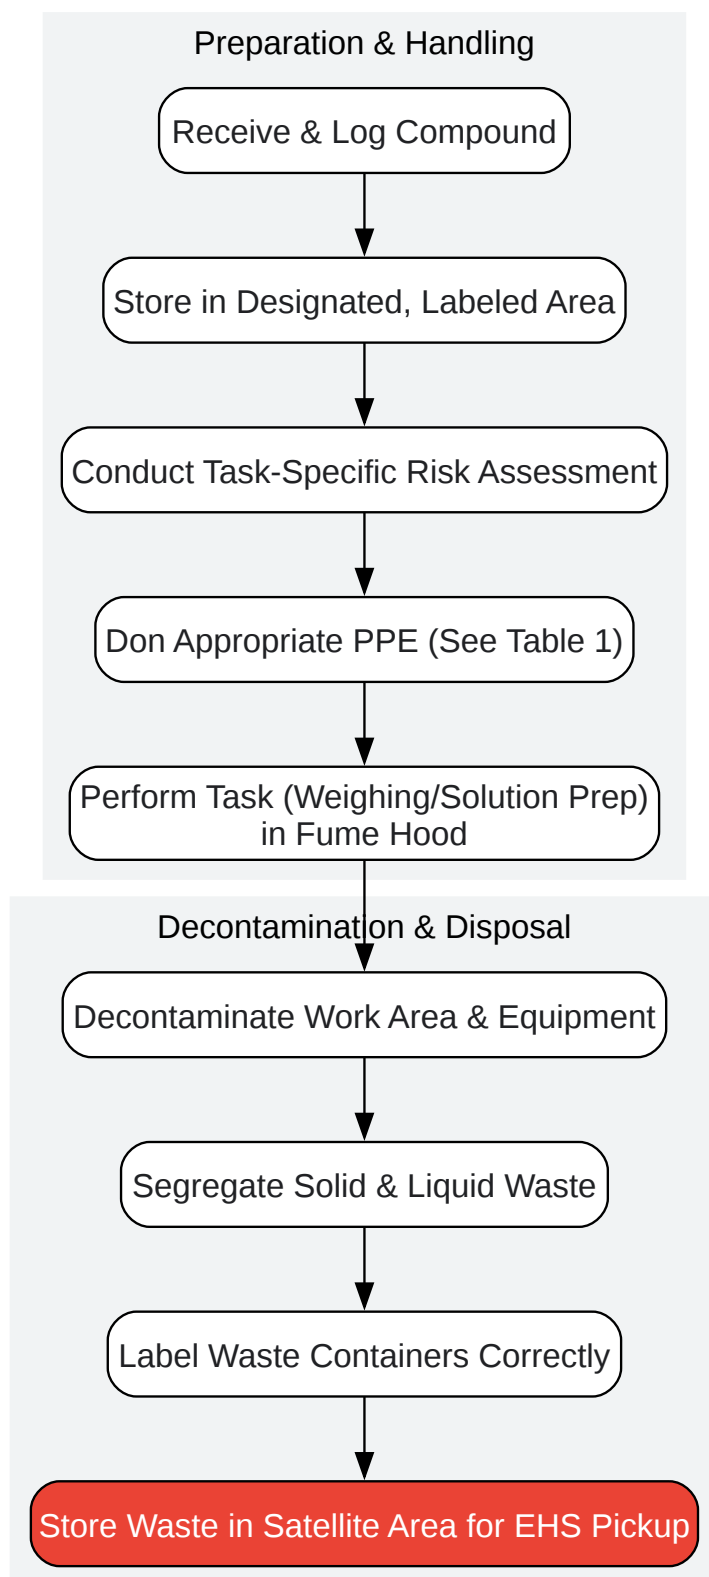 Preparation & Handling
Receive & Log Compound
Store in Designated, Labeled Area
Conduct Task-Specific Risk Assessment
Don Appropriate PPE (See Table 1)
Perform Task (Weighing/Solution Prep)
in Fume Hood
Decontamination & Disposal
Decontaminate Work Area & Equipment
Segregate Solid & Liquid Waste
Label Waste Containers Correctly
Store Waste in Satellite Area for EHS Pickup